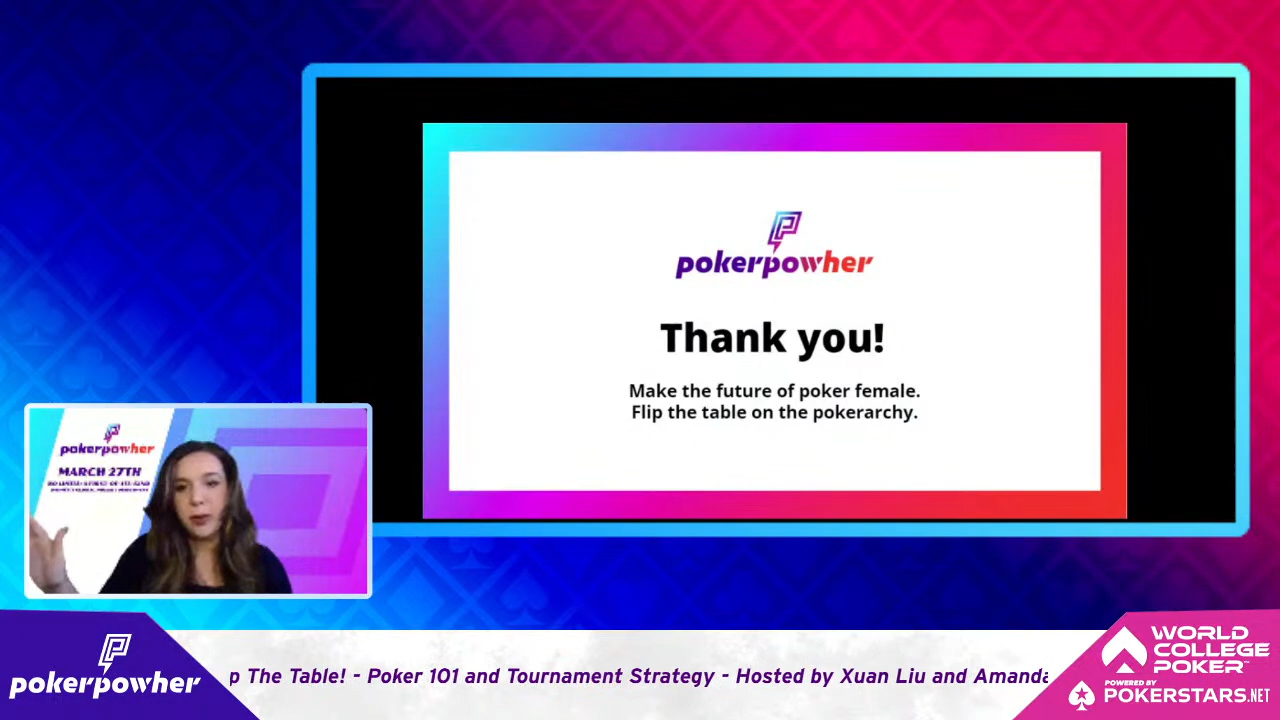 pokerpowher
Thank you!
Make the future of poker female.
Flip the table on the pokerarchy.
pokerpowher
MARCH 27TH
pokerpowher
p The Table! - Poker 101 and Tournament Strategy - Hosted by Xuan Liu and Amanda
WORLD
COLLEGE
POKER™
POWERED BY
POKERSTARS.NET